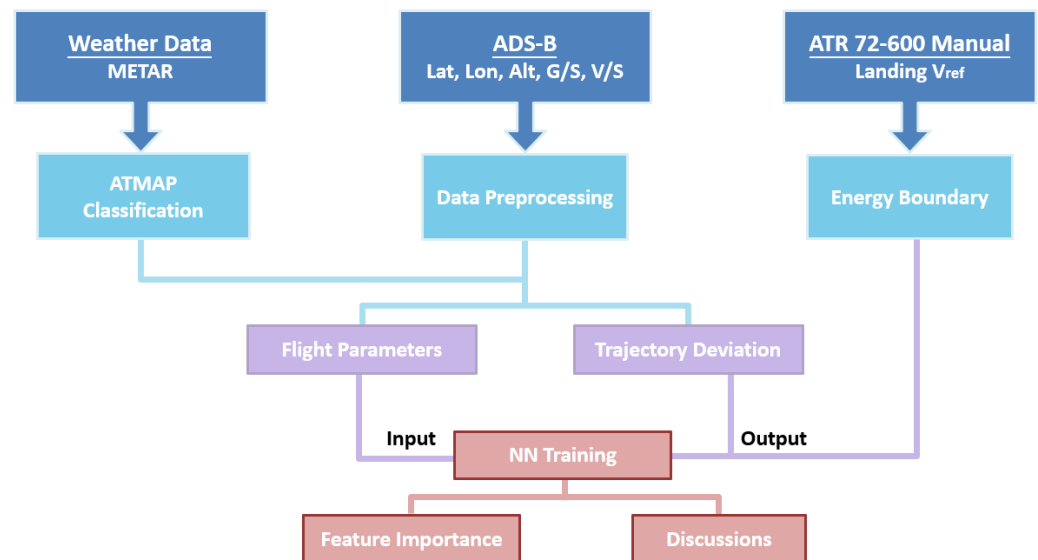 Weather Data
METAR
ADS-B
Lat, Lon, Alt, G/S, V/S
ATR 72-600 Manual
Landing Vref
ATMAP
Classification
Data Preprocessing
Energy Boundary
Flight Parameters
Trajectory Deviation
Input
Output
NN Training
Feature Importance
Discussions